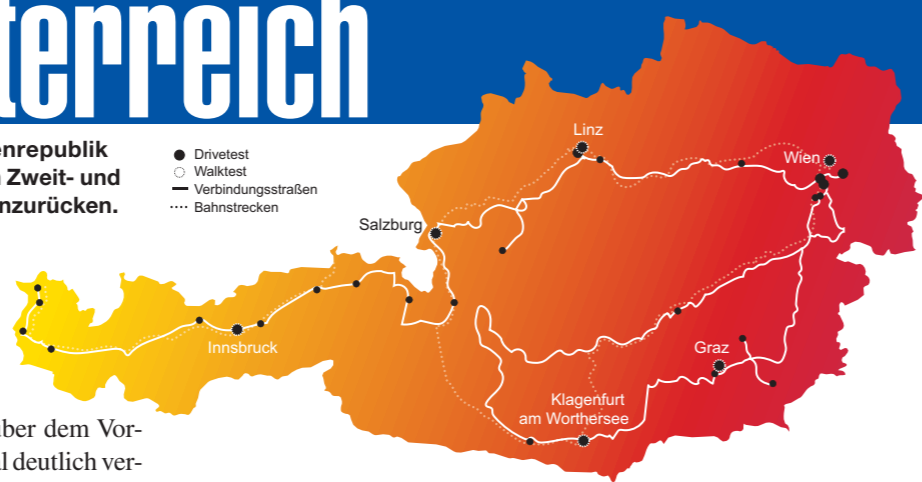 terreich
enrepublik
Zweit- und
nzurücken.
Drivetest
Walktest
Verbindungsstraßen
Bahnstrecken
Linz
Wien
Salzburg
Innsbruck
Graz
Klagenfurt
am Worthersee
über dem Vor-
l deutlich ver-